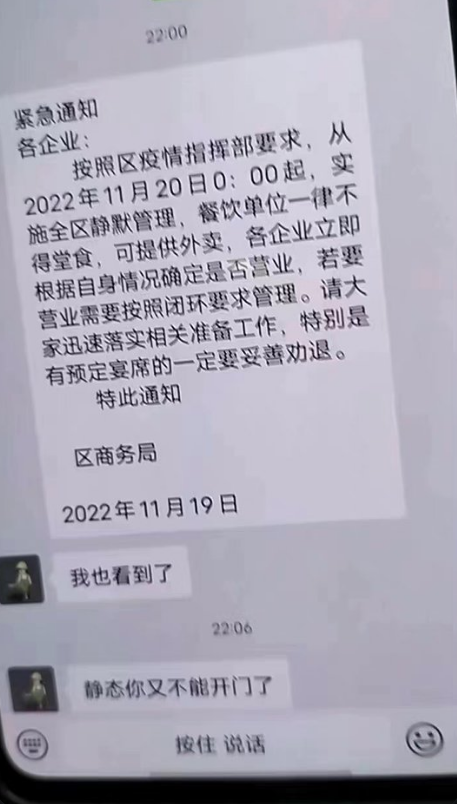 22:00
紧急通知
各企业：
按照区疫情指挥部要求，从
2022年11月20日0：00起，实
施全区静默管理，餐饮单位一律不
得堂食，可提供外卖，各企业立即
根据自身情况确定是否营业，若要
营业需要按照闭环要求管理。请大
家迅速落实相关准备工作，特别是
有预定宴席的一定要妥善劝退。
特此通知
区商务局
2022年11月19日
我也看到了
22:06
静态你又不能开门了
按住 说话